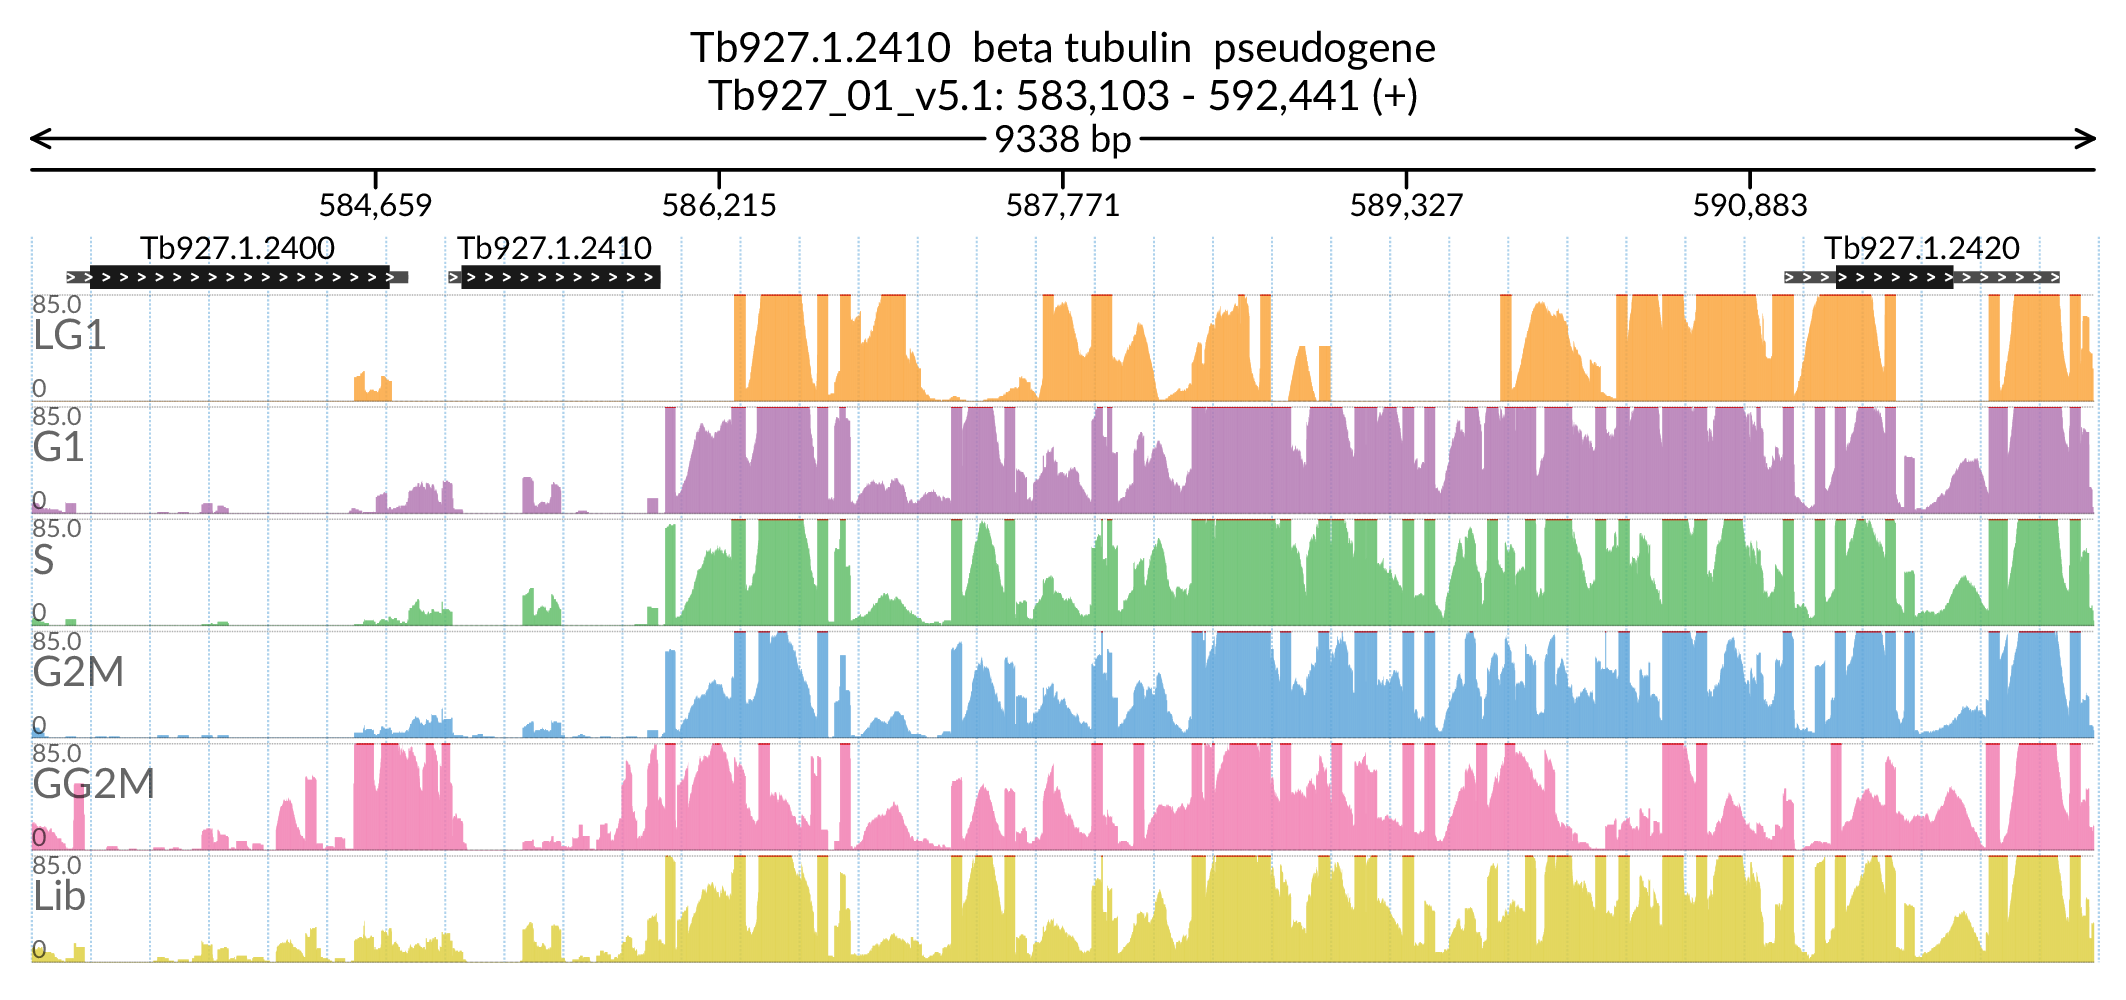 Tb927.1.2410 beta tubulin pseudogene
Tb927_01_v5.1: 583,103 - 592,441 (+)
9338 bp
584,659 586,215 587,771 589,327 590,883
Tb927.1.2400 Tb927.1.2410 Tb927.1.2420
85.0
LG1
0
85.0
G1
0
85.0
S
0
85.0
G2M
0
85.0
GG2M
0
85.0
Lib
0